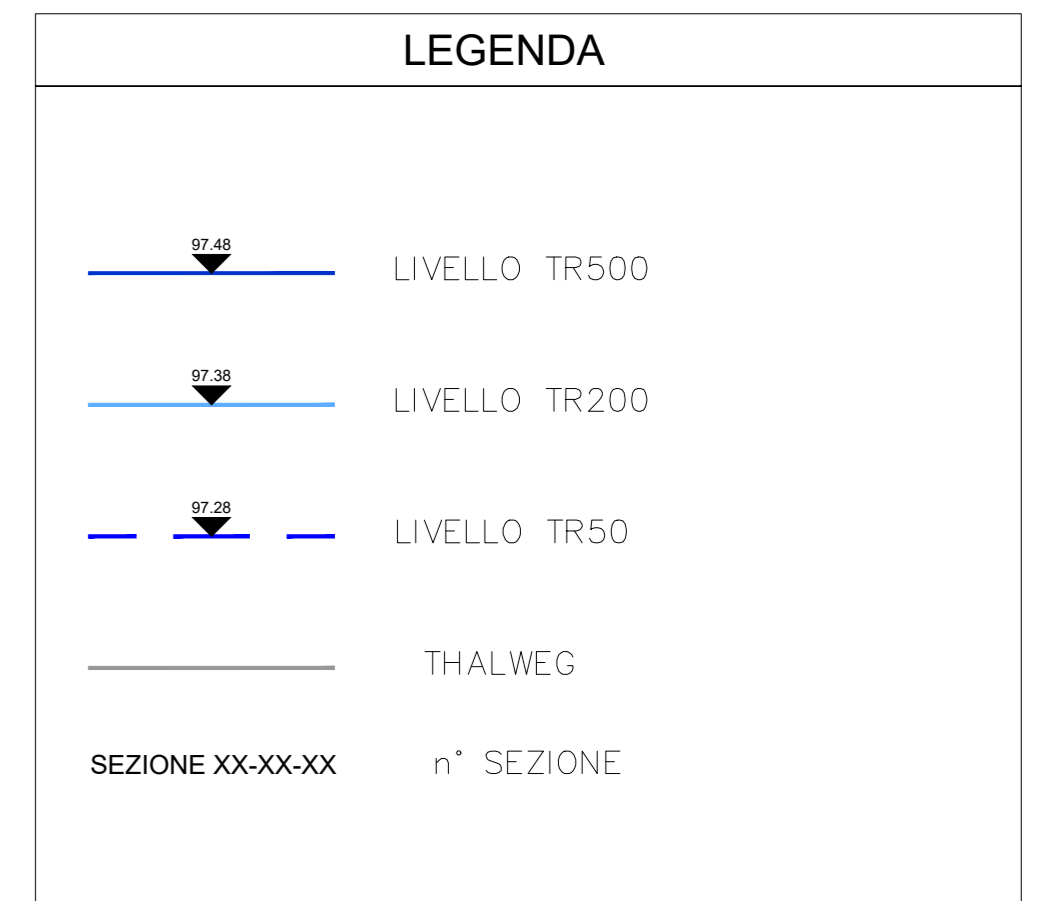 LEGENDA
97.48
LIVELLO TR500
97.38
LIVELLO TR200
97.28
LIVELLO TR50
THALWEG
SEZIONE XX-XX-XX n° SEZIONE